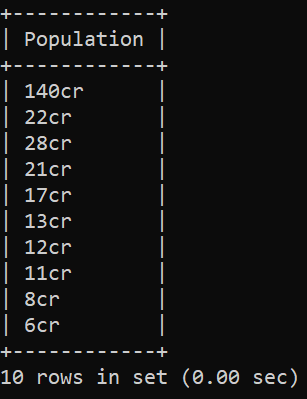 +------------+
| Population |
+------------+
| 140cr      |
| 22cr       |
| 28cr       |
| 21cr       |
| 17cr       |
| 13cr       |
| 12cr       |
| 11cr       |
| 8cr        |
| 6cr        |
+------------+
10 rows in set (0.00 sec)